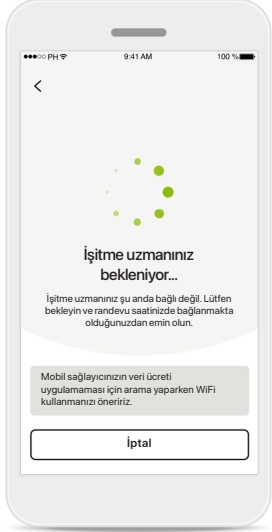 PH 9:41 AM 100 %
İşitme uzmanınız
bekleniyor...
İşitme uzmanınız şu anda bağlı değil. Lütfen
bekleyin ve randevu saatinizde bağlanmakta
olduğunuzdan emin olun.
Mobil sağlayıcınızın veri ücreti
uygulamaması için arama yaparken WiFi
kullanmanızı öneririz.
İptal